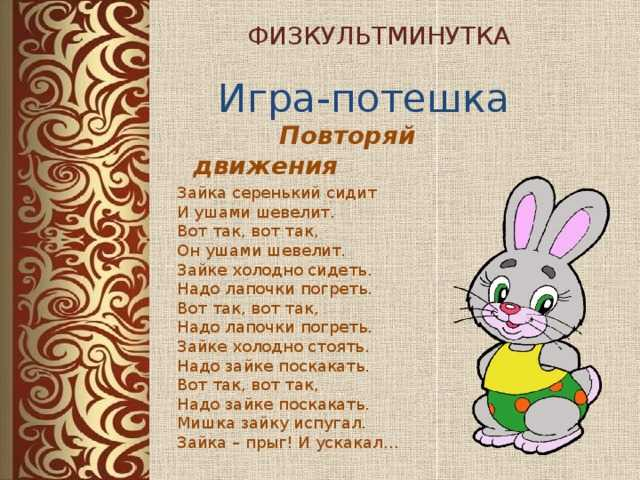 ФИЗКУЛЬТМИНУТКА
Игра-потешка
Повторяй
движения
Зайка серенький сидит
И ушами шевелит.
Вот так, вот так,
Он ушами шевелит.
Зайке холодно сидеть.
Надо лапочки погреть.
Вот так, вот так,
Надо лапочки погреть.
Зайке холодно стоять.
Надо зайке поскакать.
Вот так, вот так,
Надо зайке поскакать.
Мишка зайку испугал.
Зайка – прыг! И ускакал…